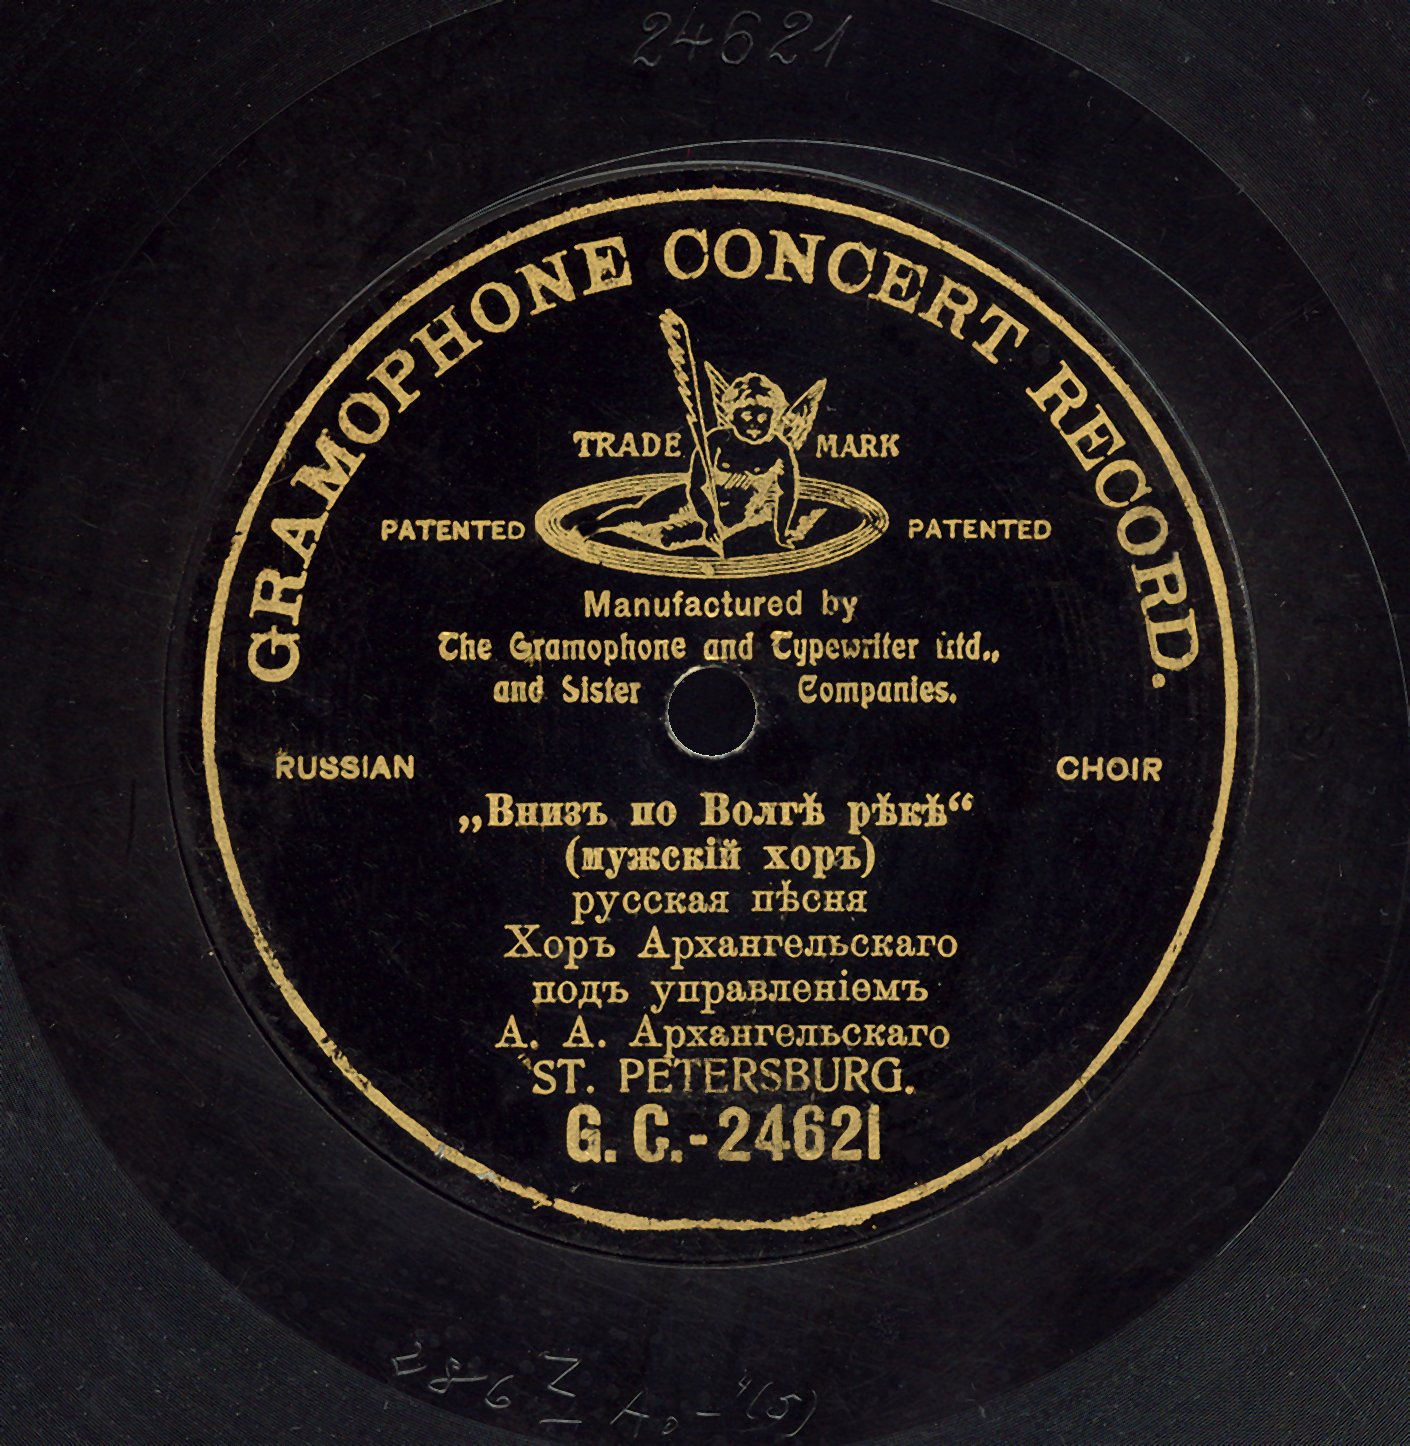 24621
GRAMOPHONE CONCERT RECORD.
TRADE MARK
PATENTED PATENTED
Manufactured by
The Gramophone and Typewriter Ltd.,
and Sister Companies.
RUSSIAN CHOIR
„Внизъ по Волгѣ рѣкѣ“
(мужскій хоръ)
русская пѣсня
Хоръ Архангельскаго
подъ управленіемъ
А. А. Архангельскаго
ST. PETERSBURG.
G. C.-24621